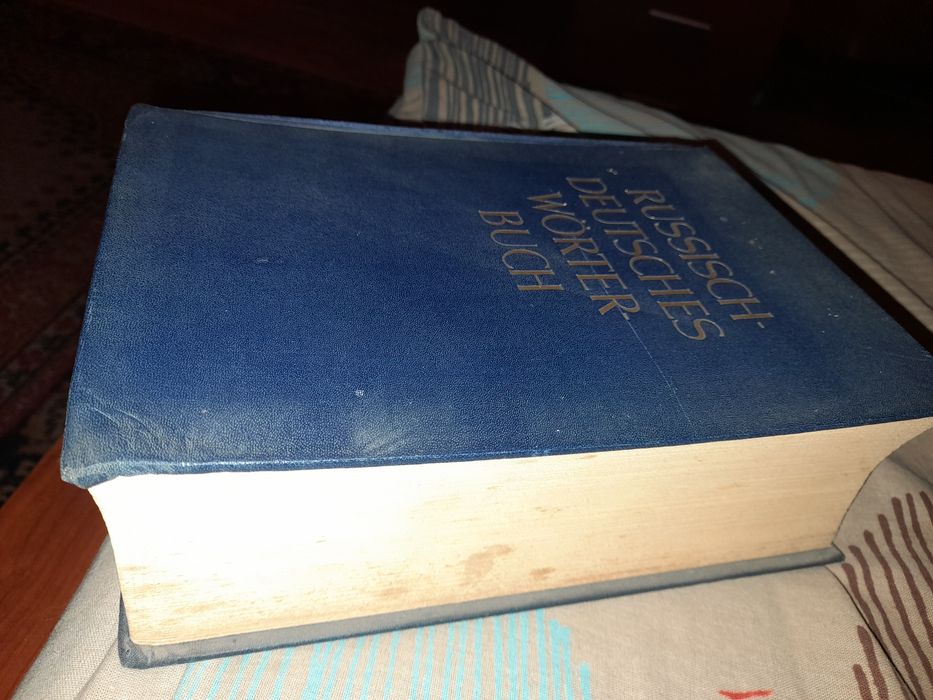 RUSSISCH-
DEUTSCHES
WÖRTER-
BUCH